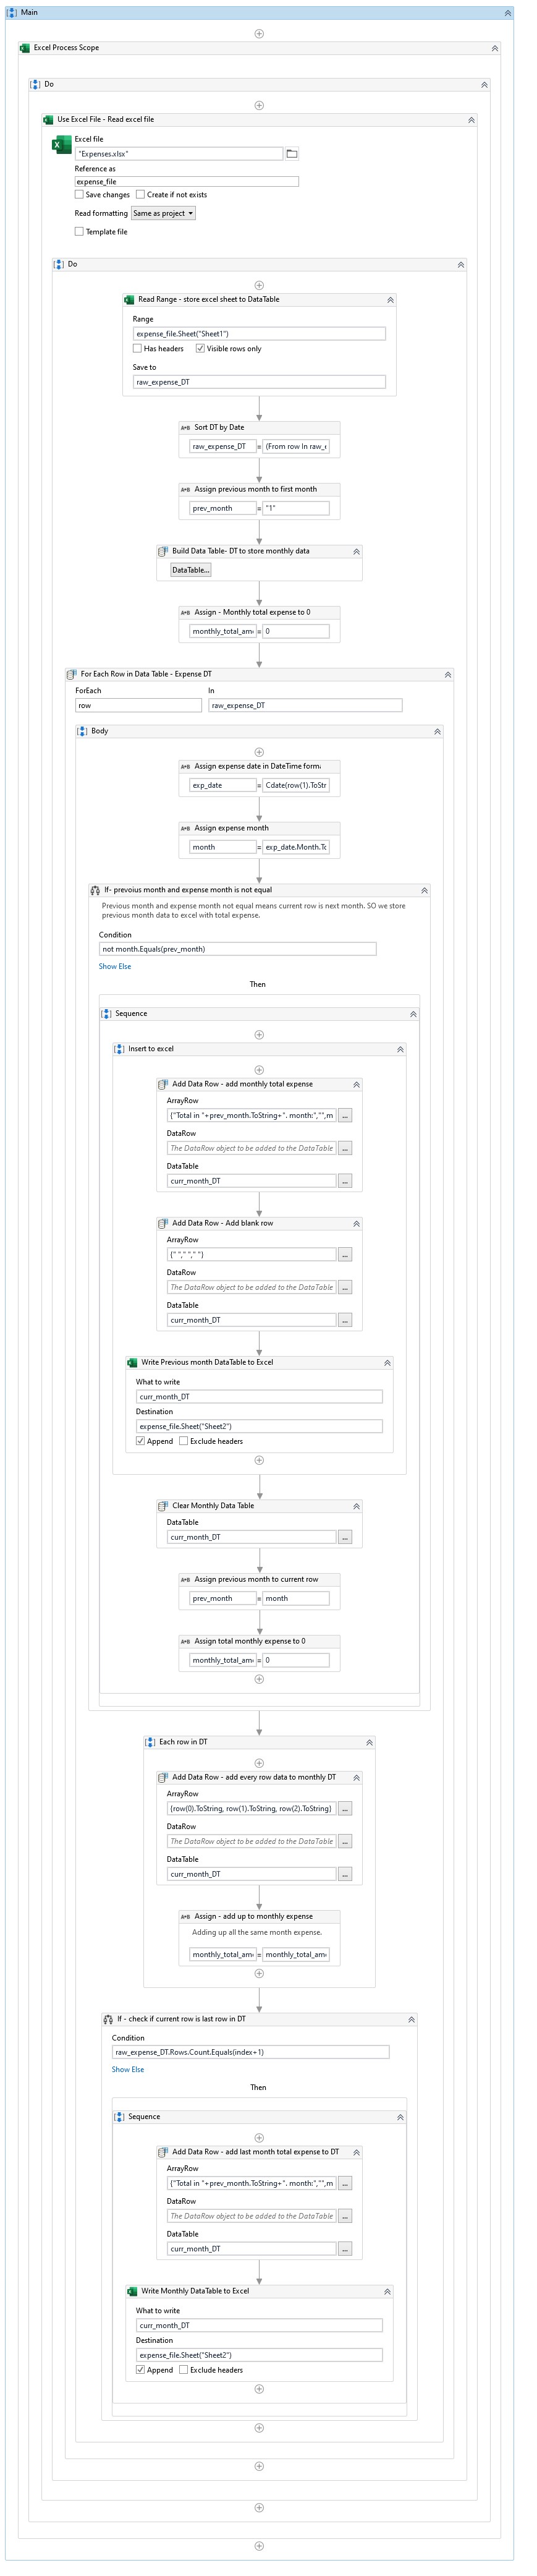 Main
Excel Process Scope
Do
Use Excel File - Read excel file
Excel file
"Expenses.xlsx"
Reference as
expense_file
Save changes Create if not exists
Read formatting Same as project
Template file
Do
Read Range - store excel sheet to DataTable
Range
expense_file.Sheet("Sheet1")
Has headers Visible rows only
Save to
raw_expense_DT
A+B Sort DT by Date
raw_expense_DT = (From row In raw_e
A+B Assign previous month to first month
prev_month = "1"
Build Data Table- DT to store monthly data
DataTable...
A+B Assign - Monthly total expense to 0
monthly_total_am = 0
For Each Row in Data Table - Expense DT
ForEach In
row raw_expense_DT
Body
A+B Assign expense date in DateTime forma
exp_date = Cdate(row(1).ToStr
A+B Assign expense month
month = exp_date.Month.To
If- prevoius month and expense month is not equal
Previous month and expense month not equal means current row is next month. SO we store
previous month data to excel with total expense.
Condition
not month.Equals(prev_month)
Show Else
Then
Sequence
Insert to excel
Add Data Row - add monthly total expense
ArrayRow
{"Total in "+prev_month.ToString+". month:","",m ...
DataRow
The DataRow object to be added to the DataTable ...
DataTable
curr_month_DT ...
Add Data Row - Add blank row
ArrayRow
{" "," "," "} ...
DataRow
The DataRow object to be added to the DataTable ...
DataTable
curr_month_DT ...
Write Previous month DataTable to Excel
What to write
curr_month_DT
Destination
expense_file.Sheet("Sheet2")
Append Exclude headers
Clear Monthly Data Table
DataTable
curr_month_DT ...
A+B Assign previous month to current row
prev_month = month
A+B Assign total monthly expense to 0
monthly_total_am = 0
Each row in DT
Add Data Row - add every row data to monthly DT
ArrayRow
{row(0).ToString, row(1).ToString, row(2).ToString} ...
DataRow
The DataRow object to be added to the DataTable ...
DataTable
curr_month_DT ...
A+B Assign - add up to monthly expense
Adding up all the same month expense.
monthly_total_am = monthly_total_am
If - check if current row is last row in DT
Condition
raw_expense_DT.Rows.Count.Equals(index+1)
Show Else
Then
Sequence
Add Data Row - add last month total expense to DT
ArrayRow
{"Total in "+prev_month.ToString+". month:","",m ...
DataRow
The DataRow object to be added to the DataTable ...
DataTable
curr_month_DT ...
Write Monthly DataTable to Excel
What to write
curr_month_DT
Destination
expense_file.Sheet("Sheet2")
Append Exclude headers